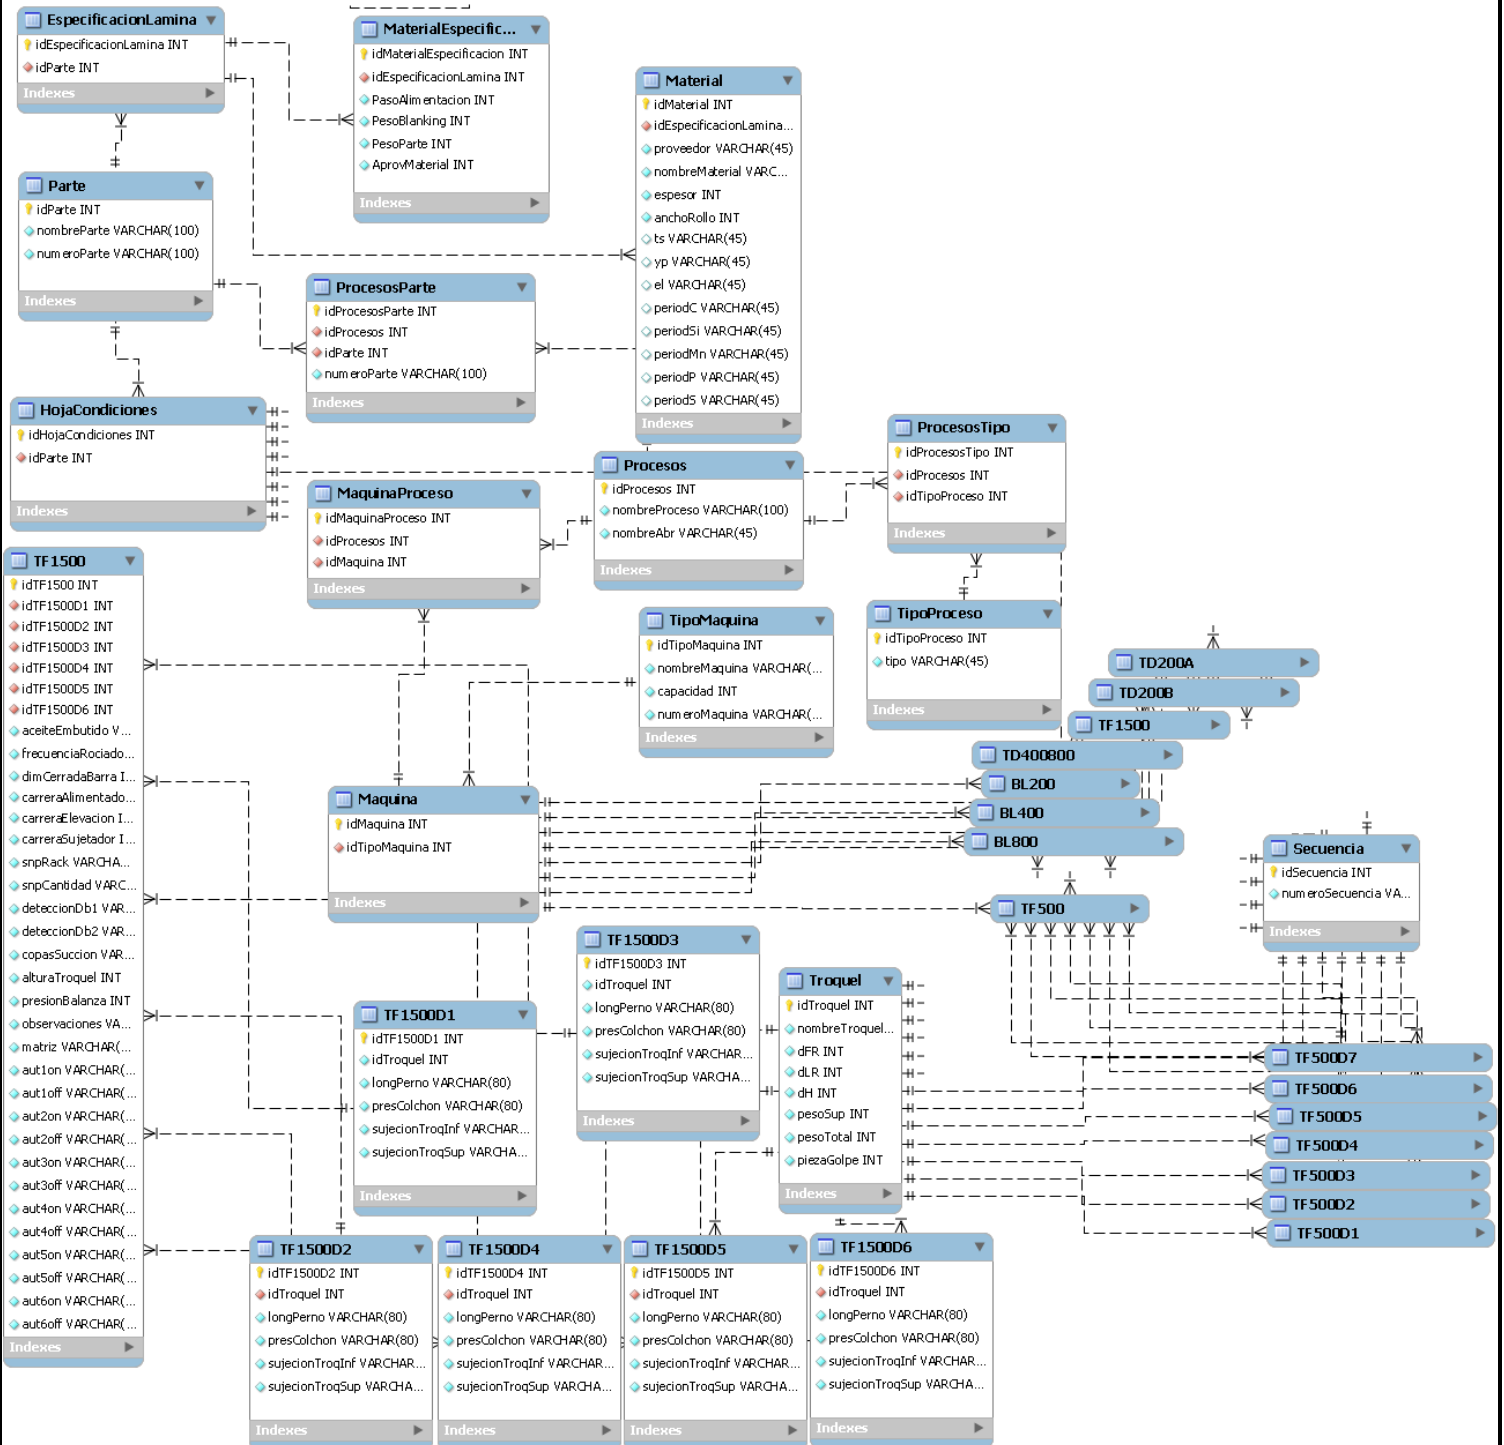 EspecificacionLamina
idEspecificacionLamina INT
idParte INT
Indexes
MaterialEspecific...
idMaterialEspecificacion INT
idEspecificacionLamina INT
PasoAlimentacion INT
PesoBlanking INT
PesoParte INT
AprovMaterial INT
Indexes
Material
idMaterial INT
idEspecificacionLamina...
proveedor VARCHAR(45)
nombreMaterial VARC...
espesor INT
anchoRollo INT
ts VARCHAR(45)
yp VARCHAR(45)
el VARCHAR(45)
periodC VARCHAR(45)
periodSi VARCHAR(45)
periodMn VARCHAR(45)
periodP VARCHAR(45)
periodS VARCHAR(45)
Indexes
Parte
idParte INT
nombreParte VARCHAR(100)
numeroParte VARCHAR(100)
Indexes
ProcesosParte
idProcesosParte INT
idProcesos INT
idParte INT
numeroParte VARCHAR(100)
Indexes
HojaCondiciones
idHojaCondiciones INT
idParte INT
Indexes
MaquinaProceso
idMaquinaProceso INT
idProcesos INT
idMaquina INT
Indexes
Procesos
idProcesos INT
nombreProceso VARCHAR(100)
nombreAbr VARCHAR(45)
Indexes
ProcesosTipo
idProcesosTipo INT
idProcesos INT
idTipoProceso INT
Indexes
TipoMaquina
idTipoMaquina INT
nombreMaquina VARCHAR(...
capacidad INT
numeroMaquina VARCHAR(...
Indexes
TipoProceso
idTipoProceso INT
tipo VARCHAR(45)
Indexes
TF1500
idTF1500 INT
idTF1500D1 INT
idTF1500D2 INT
idTF1500D3 INT
idTF1500D4 INT
idTF1500D5 INT
idTF1500D6 INT
aceiteEmbutido V...
frecuenciaRociado...
dimCerradaBarra I...
carreraAlimentado...
carreraElevacion I...
carreraSujetador I...
snpRack VARCHA...
snpCantidad VARC...
deteccionDb1 VAR...
deteccionDb2 VAR...
copasSuccion VAR...
alturaTroquel INT
presionBalanza INT
observaciones VA...
matriz VARCHAR(...
aut1on VARCHAR(...
aut1off VARCHAR(...
aut2on VARCHAR(...
aut2off VARCHAR(...
aut3on VARCHAR(...
aut3off VARCHAR(...
aut4on VARCHAR(...
aut4off VARCHAR(...
aut5on VARCHAR(...
aut5off VARCHAR(...
aut6on VARCHAR(...
aut6off VARCHAR(...
Indexes
Maquina
idMaquina INT
idTipoMaquina INT
Indexes
TD200A
TD200B
TF1500
TD400800
BL200
BL400
BL800
TF500
Secuencia
idSecuencia INT
numeroSecuencia VA...
Indexes
TF1500D1
idTF1500D1 INT
idTroquel INT
longPerno VARCHAR(80)
presColchon VARCHAR(80)
sujecionTroqInf VARCHAR...
sujecionTroqSup VARCHA...
Indexes
TF1500D3
idTF1500D3 INT
idTroquel INT
longPerno VARCHAR(80)
presColchon VARCHAR(80)
sujecionTroqInf VARCHAR...
sujecionTroqSup VARCHA...
Indexes
Troquel
idTroquel INT
nombreTroquel...
dFR INT
dLR INT
dH INT
pesoSup INT
pesoTotal INT
piezaGolpe INT
Indexes
TF500D7
TF500D6
TF500D5
TF500D4
TF500D3
TF500D2
TF500D1
TF1500D2
idTF1500D2 INT
idTroquel INT
longPerno VARCHAR(80)
presColchon VARCHAR(80)
sujecionTroqInf VARCHAR...
sujecionTroqSup VARCHA...
Indexes
TF1500D4
idTF1500D4 INT
idTroquel INT
longPerno VARCHAR(80)
presColchon VARCHAR(80)
sujecionTroqInf VARCHAR...
sujecionTroqSup VARCHA...
Indexes
TF1500D5
idTF1500D5 INT
idTroquel INT
longPerno VARCHAR(80)
presColchon VARCHAR(80)
sujecionTroqInf VARCHAR...
sujecionTroqSup VARCHA...
Indexes
TF1500D6
idTF1500D6 INT
idTroquel INT
longPerno VARCHAR(80)
presColchon VARCHAR(80)
sujecionTroqInf VARCHAR...
sujecionTroqSup VARCHA...
Indexes